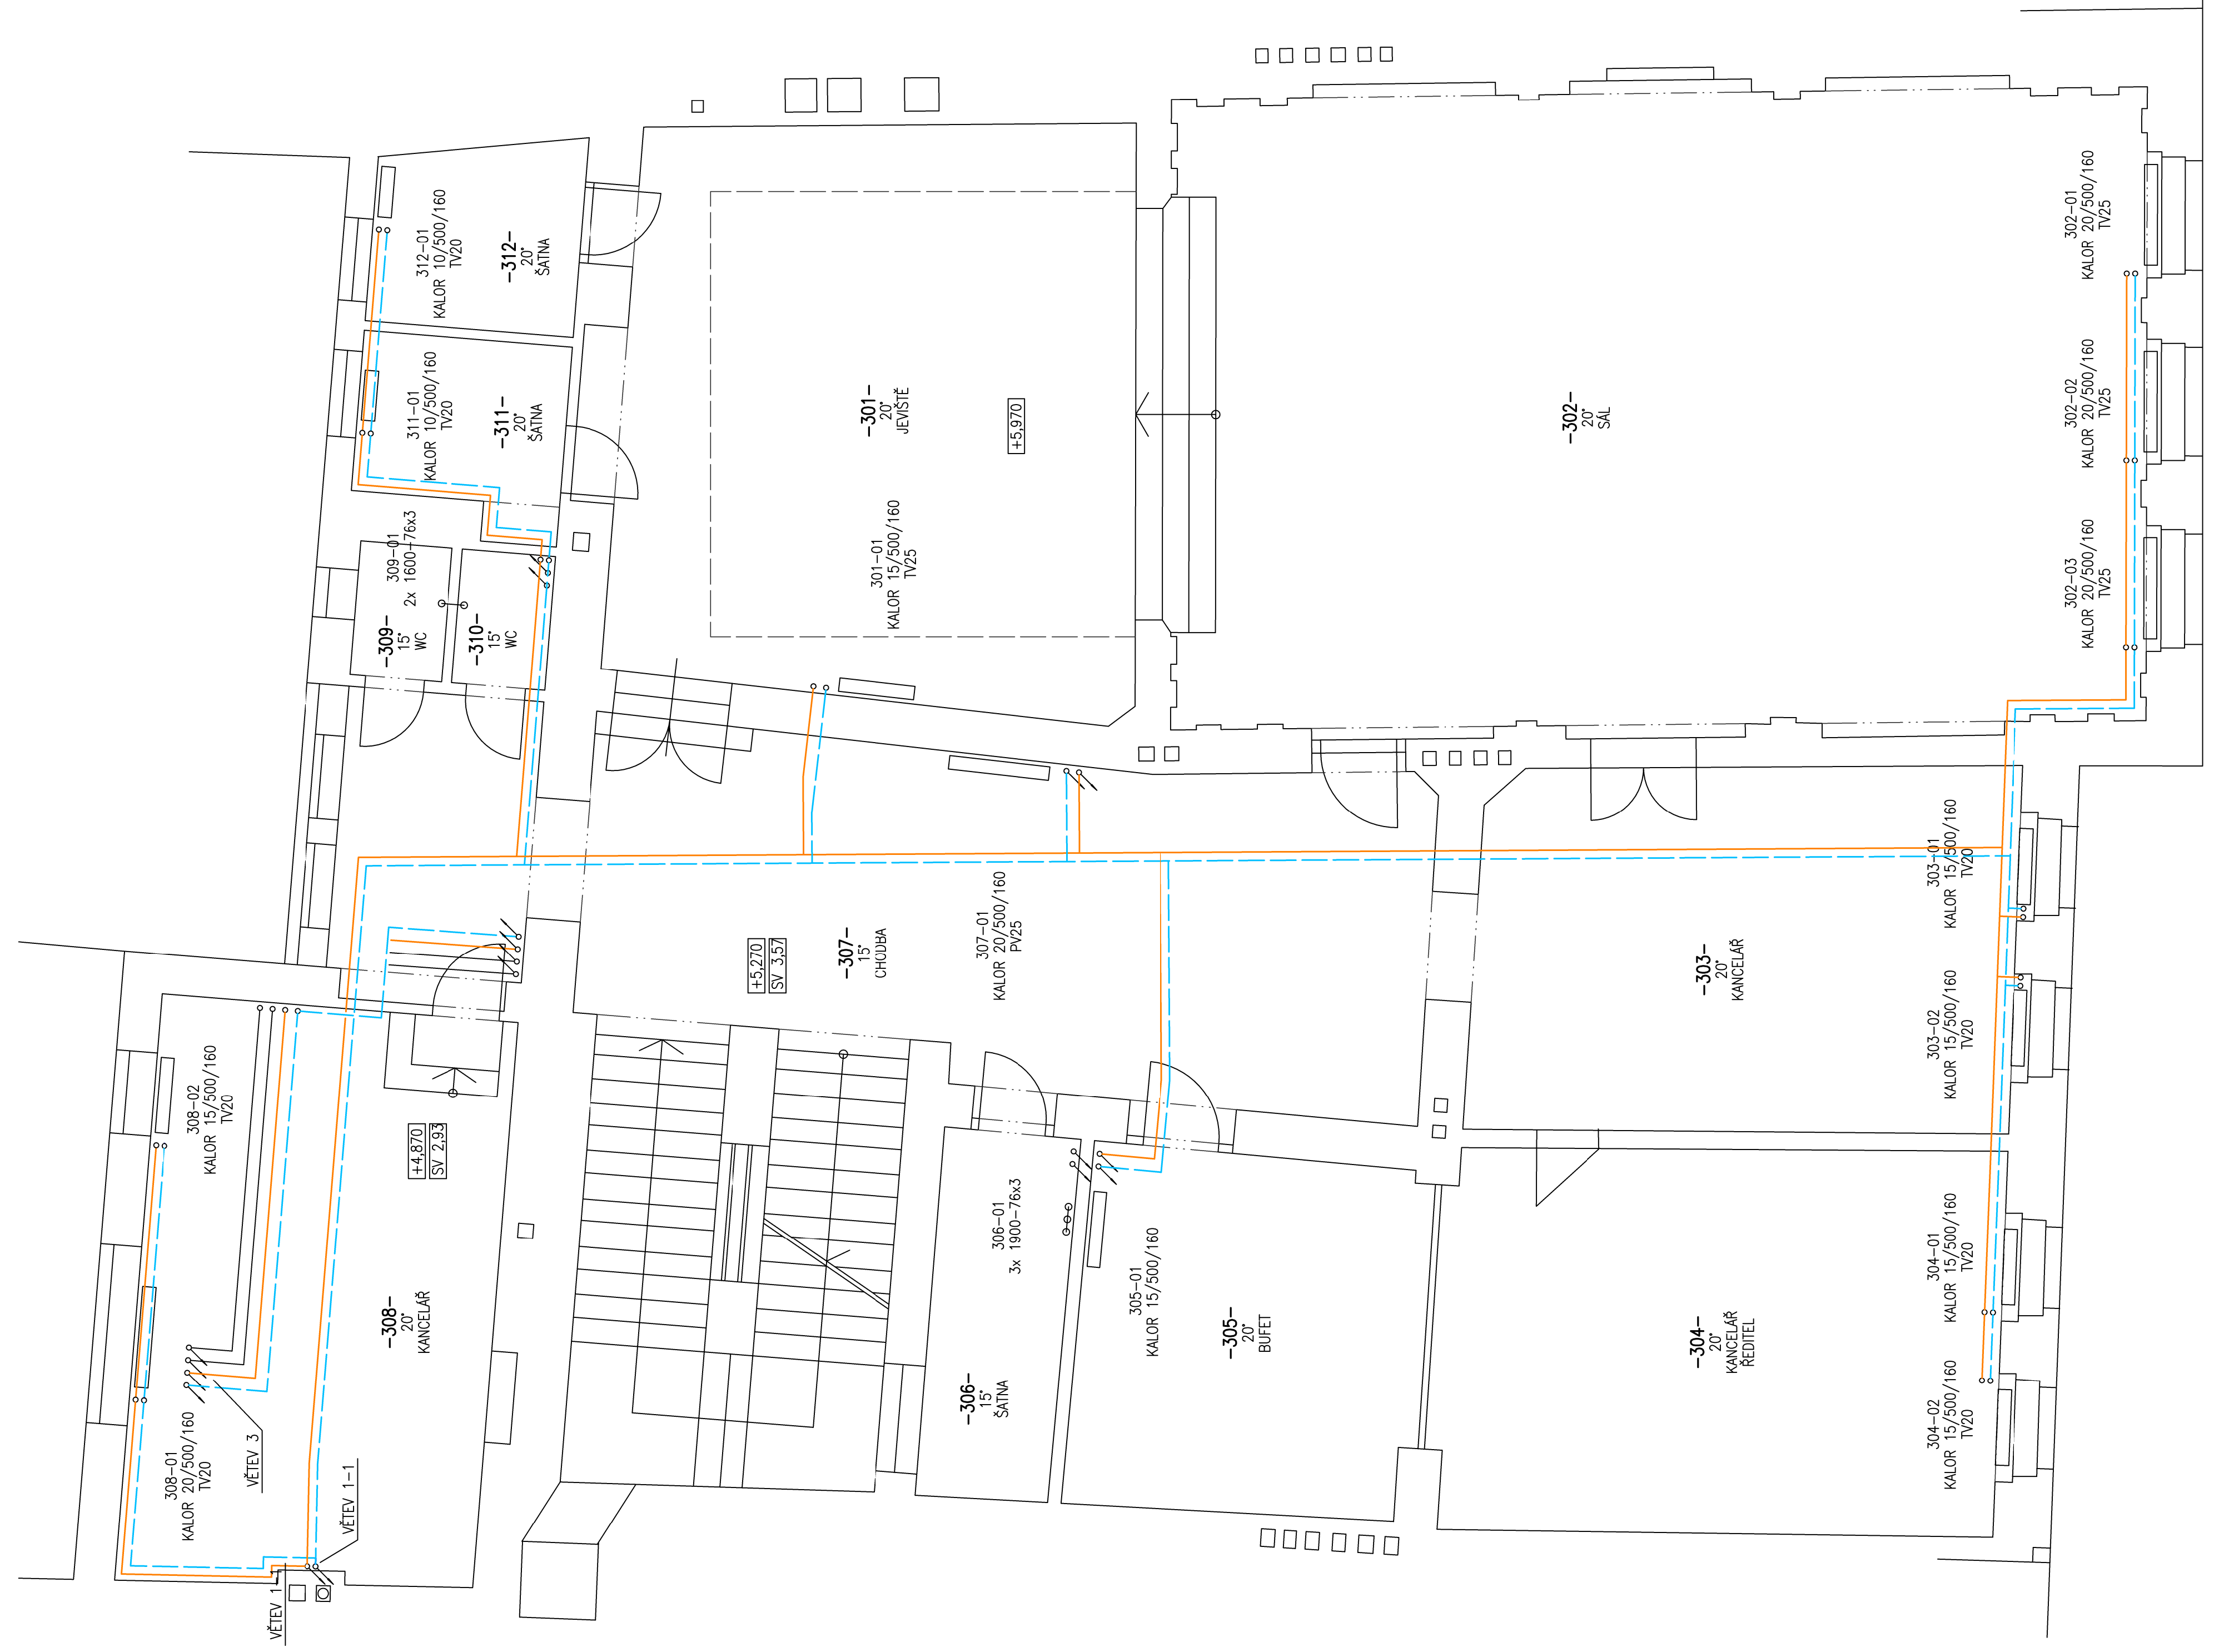 312-01
KALOR 10/500/160
TV20
-312-
20°
ŠATNA
311-01
KALOR 10/500/160
TV20
-311-
20°
ŠATNA
309-01
2x 1600-76x3
-309-
15°
WC
-310-
15°
WC
-301-
20°
JEVIŠTĚ
+5,970
301-01
KALOR 15/500/160
TV25
-302-
20°
SÁL
302-01
KALOR 20/500/160
TV25
302-02
KALOR 20/500/160
TV25
302-03
KALOR 20/500/160
TV25
303-01
KALOR 15/500/160
TV20
303-02
KALOR 15/500/160
TV20
-303-
20°
KANCELÁŘ
+5,270
SV 3,57
-307-
15°
CHODBA
307-01
KALOR 20/500/160
PV25
308-02
KALOR 15/500/160
TV20
+4,870
SV 2,93
-308-
20°
KANCELÁŘ
308-01
KALOR 20/500/160
TV20
VĚTEV 3
VĚTEV 1-1
VĚTEV 1-1
306-01
3x 1900-76x3
-306-
15°
ŠATNA
305-01
KALOR 15/500/160
-305-
20°
BUFET
-304-
20°
KANCELÁŘ
ŘEDITEL
304-01
KALOR 15/500/160
TV20
304-02
KALOR 15/500/160
TV20